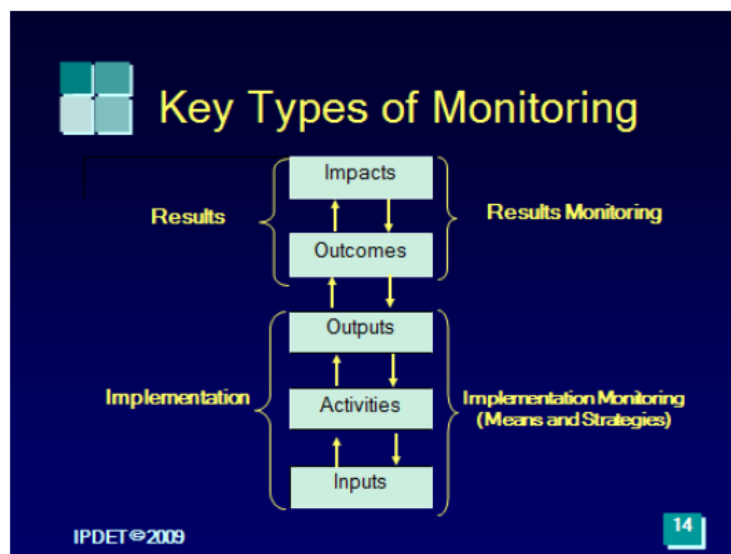 Key Types of Monitoring
Impacts
Results
Results Monitoring
Outcomes
Outputs
Implementation
Activities
Implementation Monitoring
(Means and Strategies)
Inputs
IPDET©2009
14